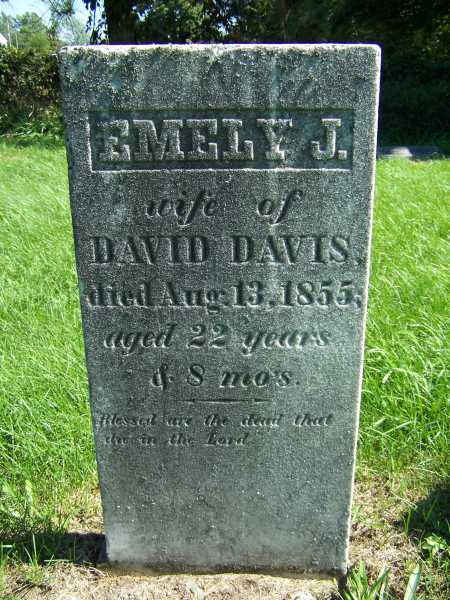 EMELY J.
wife of
DAVID DAVIS,
died Aug. 13, 1855,
aged 22 years
& 8 mo's.
Blessed are the dead that
die in the Lord